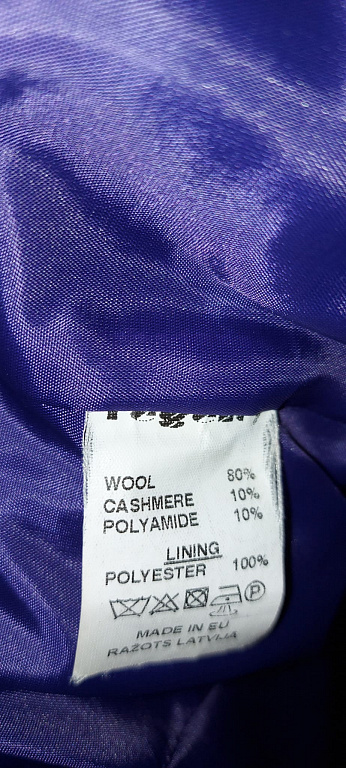 WOOL 80%
CASHMERE 10%
POLYAMIDE 10%
LINING
POLYESTER 100%
P
MADE IN EU
RAŽOTS LATVIJA